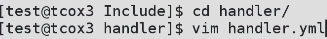 [test@tcox3 Include]$ cd handler/
[test@tcox3 handler]$ vim handler.yml